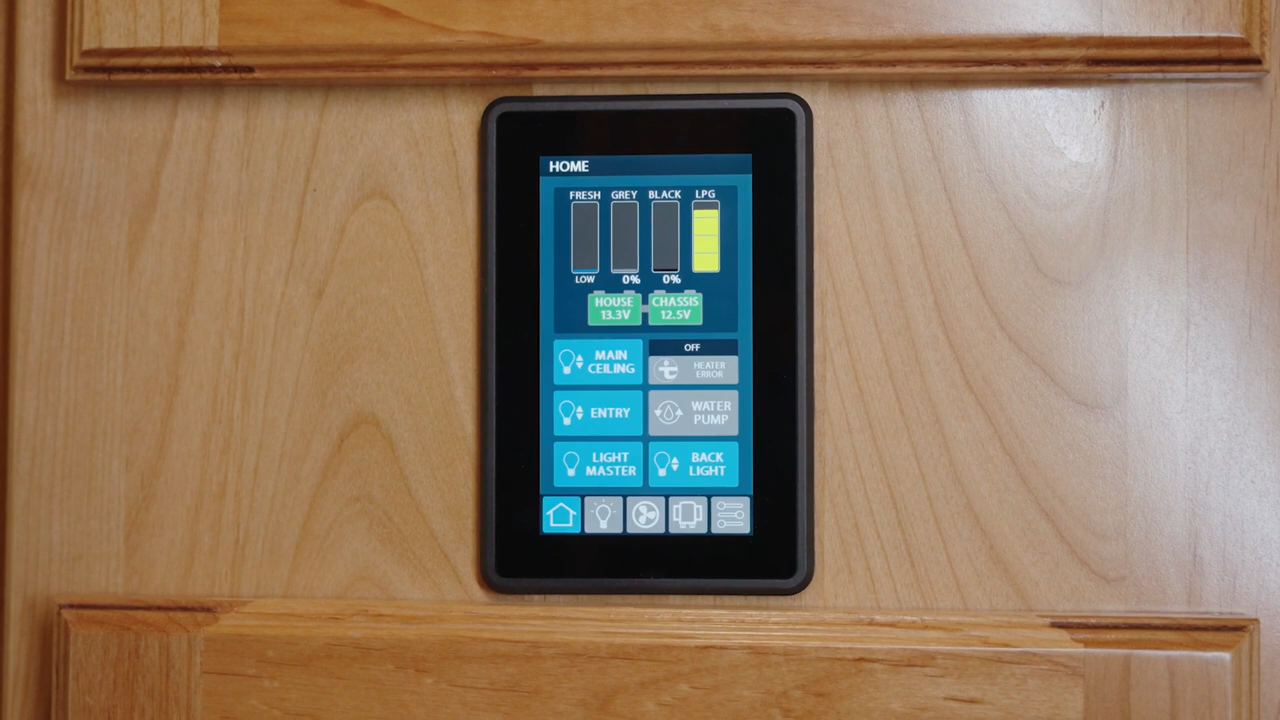 HOME
FRESH GREY BLACK LPG
LOW 0% 0%
HOUSE
13.3V
CHASSIS
12.5V
MAIN
CEILING
OFF
HEATER
ERROR
ENTRY
WATER
PUMP
LIGHT
MASTER
BACK
LIGHT